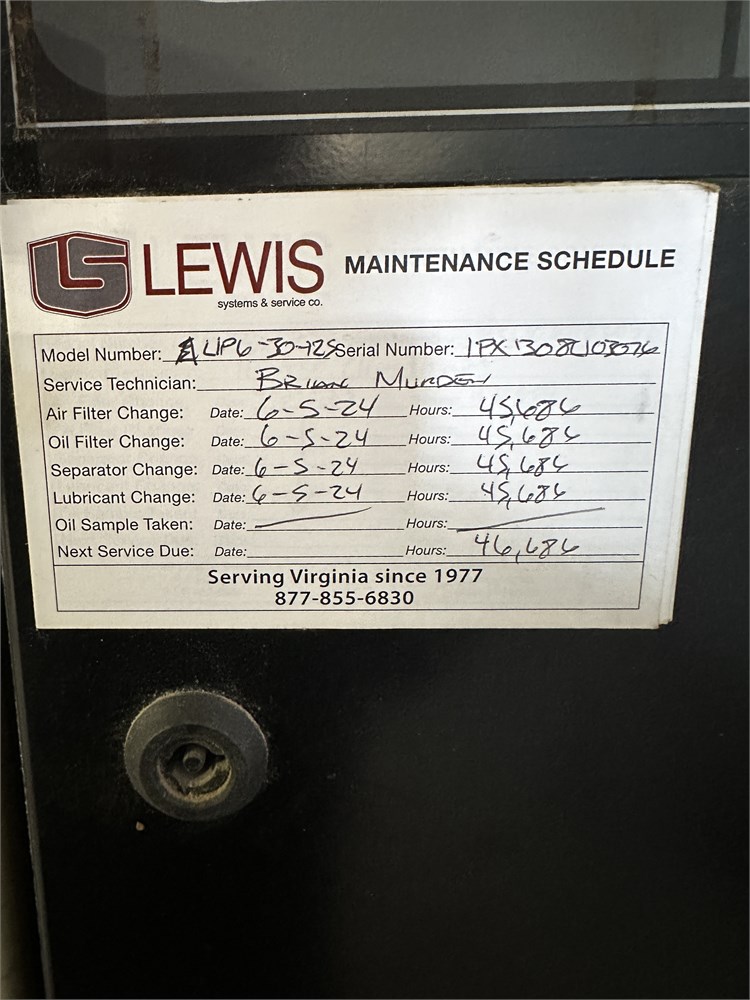 LS LEWIS
systems & service co.
MAINTENANCE SCHEDULE
Model Number: Serial Number:
Service Technician: BRIAN MURDEN
Air Filter Change: Date: 6-5-24 Hours: 45,686
Oil Filter Change: Date: 6-5-24 Hours: 45,686
Separator Change: Date: 6-5-24 Hours: 45,686
Lubricant Change: Date: 6-5-24 Hours: 45,686
Oil Sample Taken: Date: Hours:
Next Service Due: Date: Hours: 46,686
Serving Virginia since 1977
877-855-6830